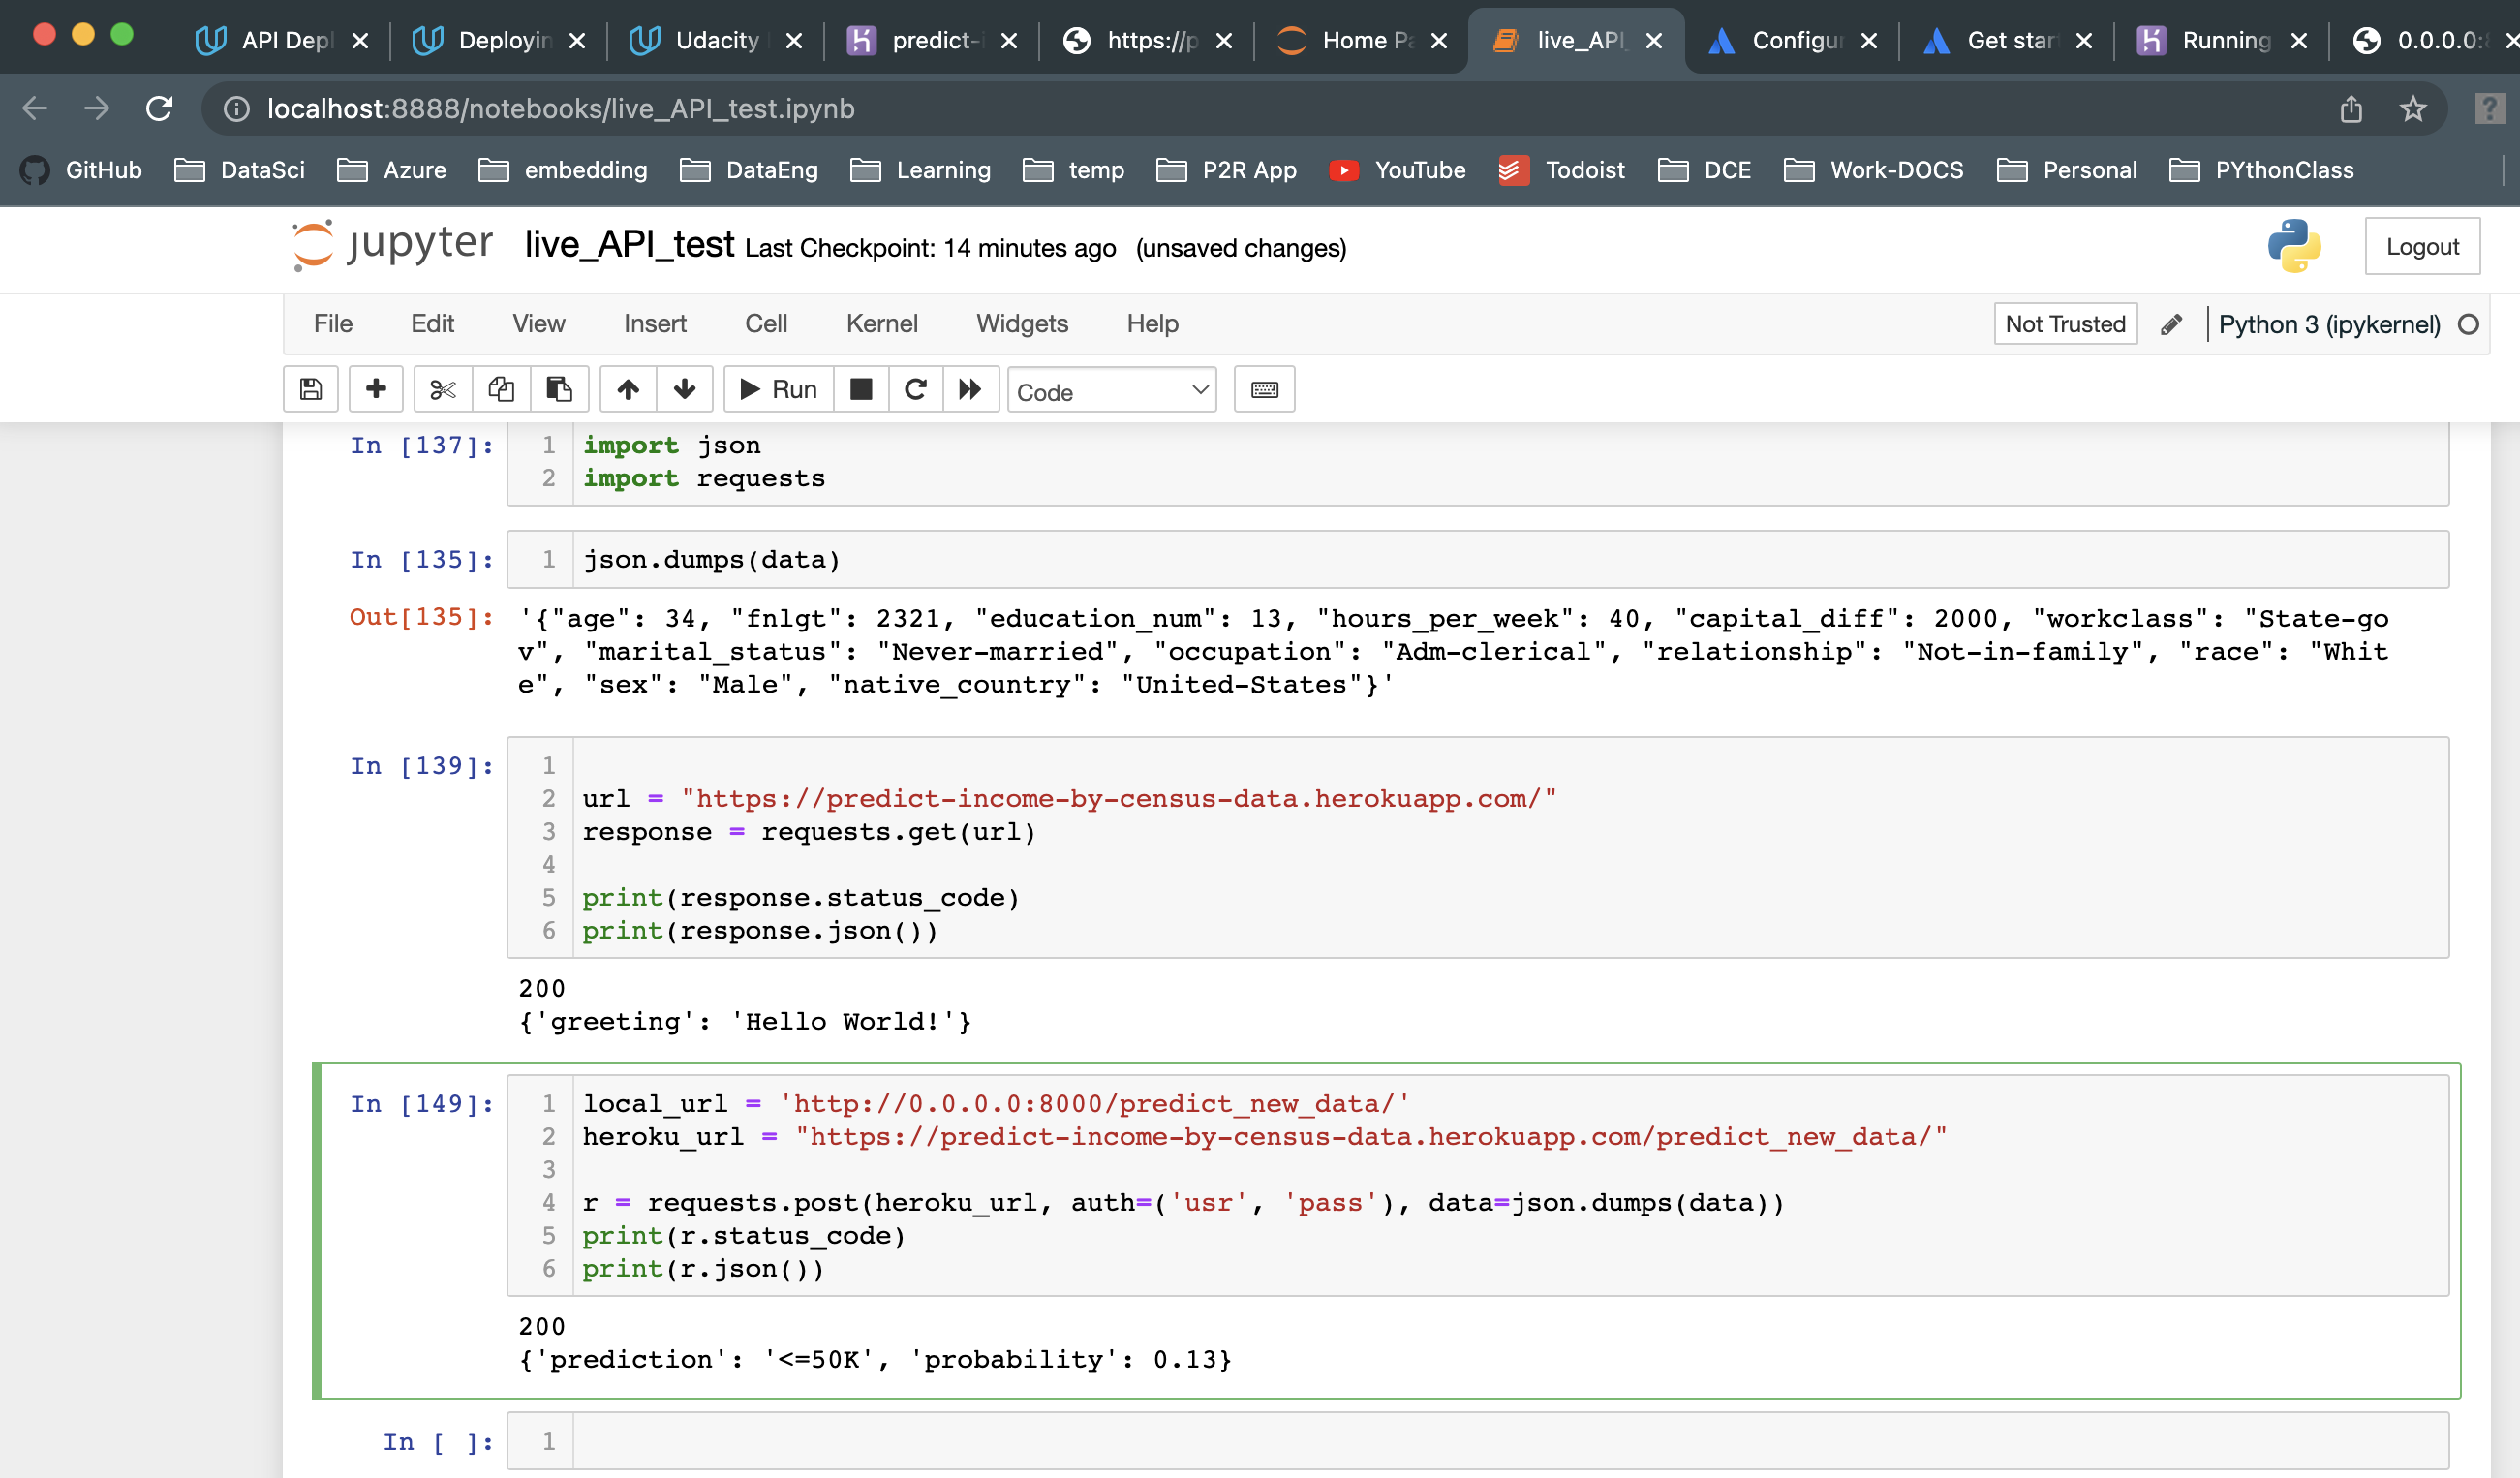 API Depl
Deployin
Udacity
predict-i
https://p
Home Pa
live_API_
Configur
Get star
Running
0.0.0.0:8
localhost:8888/notebooks/live_API_test.ipynb
GitHub DataSci Azure embedding DataEng Learning temp P2R App YouTube Todoist DCE Work-DOCS Personal PYthonClass
jupyter live_API_test Last Checkpoint: 14 minutes ago (unsaved changes)
Logout
File Edit View Insert Cell Kernel Widgets Help
Not Trusted
Python 3 (ipykernel)
Run
Code
In [137]:
1 import json
2 import requests
In [135]:
1 json.dumps(data)
Out[135]:
'{"age": 34, "fnlgt": 2321, "education_num": 13, "hours_per_week": 40, "capital_diff": 2000, "workclass": "State-go
v", "marital_status": "Never-married", "occupation": "Adm-clerical", "relationship": "Not-in-family", "race": "Whit
e", "sex": "Male", "native_country": "United-States"}'
In [139]:
1
2 url = "https://predict-income-by-census-data.herokuapp.com/"
3 response = requests.get(url)
4
5 print(response.status_code)
6 print(response.json())
200
{'greeting': 'Hello World!'}
In [149]:
1 local_url = 'http://0.0.0.0:8000/predict_new_data/'
2 heroku_url = "https://predict-income-by-census-data.herokuapp.com/predict_new_data/"
3
4 r = requests.post(heroku_url, auth=('usr', 'pass'), data=json.dumps(data))
5 print(r.status_code)
6 print(r.json())
200
{'prediction': '<=50K', 'probability': 0.13}
In [ ]:
1